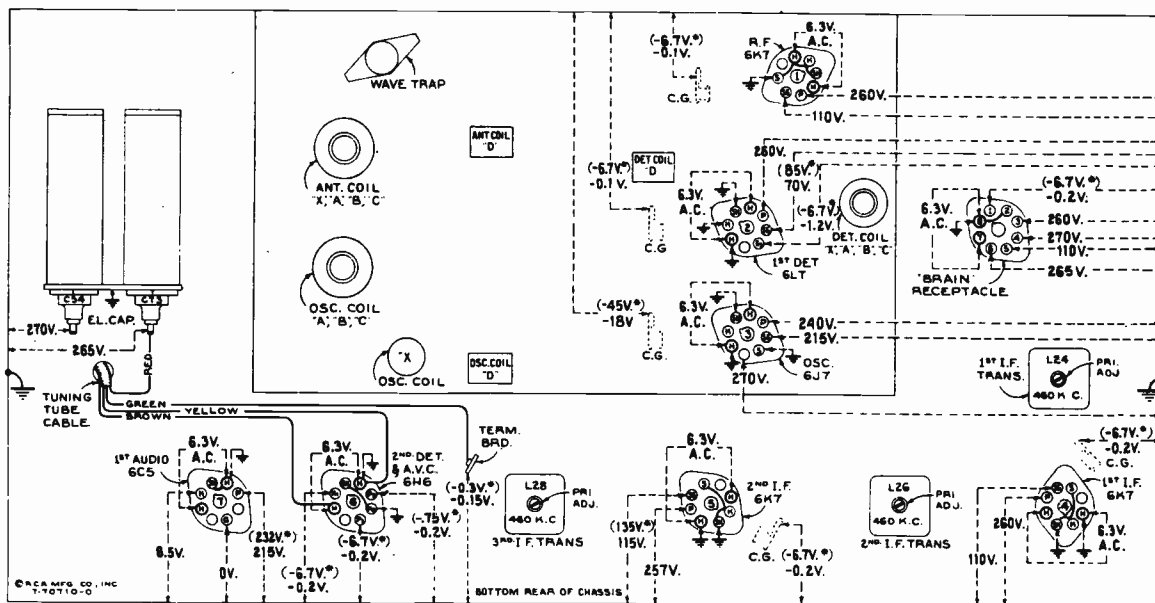 WAVE TRAP
ANT. COIL
"X", "A", "B", "C"
OSC. COIL
"A", "B", "C"
"X"
OSC. COIL
ANT COIL
"D"
OSC. COIL
"D"
DET COIL
"D
(-6.7V.*)
-0.1V.
C.G.
R.F
6K7
6.3V.
A.C.
1
260V.
110V.
(-6.7V.*)
-0.1V.
C.G
6.3V.
A.C.
2
260V.
(85V.*)
70V.
(-6.7V.*
-1.2V.
1ST DET
6L7
DET. COIL
"X", "A", "B", "C"
(-45V.*)
-18V
C.G.
6.3V.
A.C.
3
240V.
215V.
OSC.
6J7
270V.
6.3V.
A.C.
(-6.7V.*)
-0.2V.
260V.
270V.
110V.
265V.
"BRAIN"
RECEPTACLE
C54
C73
EL. CAP.
270V.
265V.
RED
TUNING
TUBE
CABLE
GREEN
BROWN
YELLOW
1ST I.F.
TRANS.
L24
PRI.
ADJ
460 K.C.
1ST AUDIO
6C5
6.3V.
A.C.
7
8.5V.
0V.
(232V.*)
215V.
6.3V.
A.C.
2ND DET.
& A.V.C.
6H6
6
(-6.7V.*)
-0.2V.
(-6.7V.*)
-0.2V.
(-.75V.*)
-0.2V.
TERM.
BRD.
(-0.3V.*)
-0.15V.
L28
PRI
ADJ.
460 K.C.
3RD I.F. TRANS
6.3V.
A.C.
5
2ND I.F.
6K7
(135V.*)
115V.
257V.
C.G.
(-6.7V.*)
-0.2V.
L26
PRI
ADJ.
460 K.C.
2ND I.F. TRANS
(-6.7V.*)
-0.2V.
C.G.
1ST I.F.
6K7
4
260V.
110V.
6.3V.
A.C.
© RCA MFG. CO., INC
T-70710-0
BOTTOM REAR OF CHASSIS